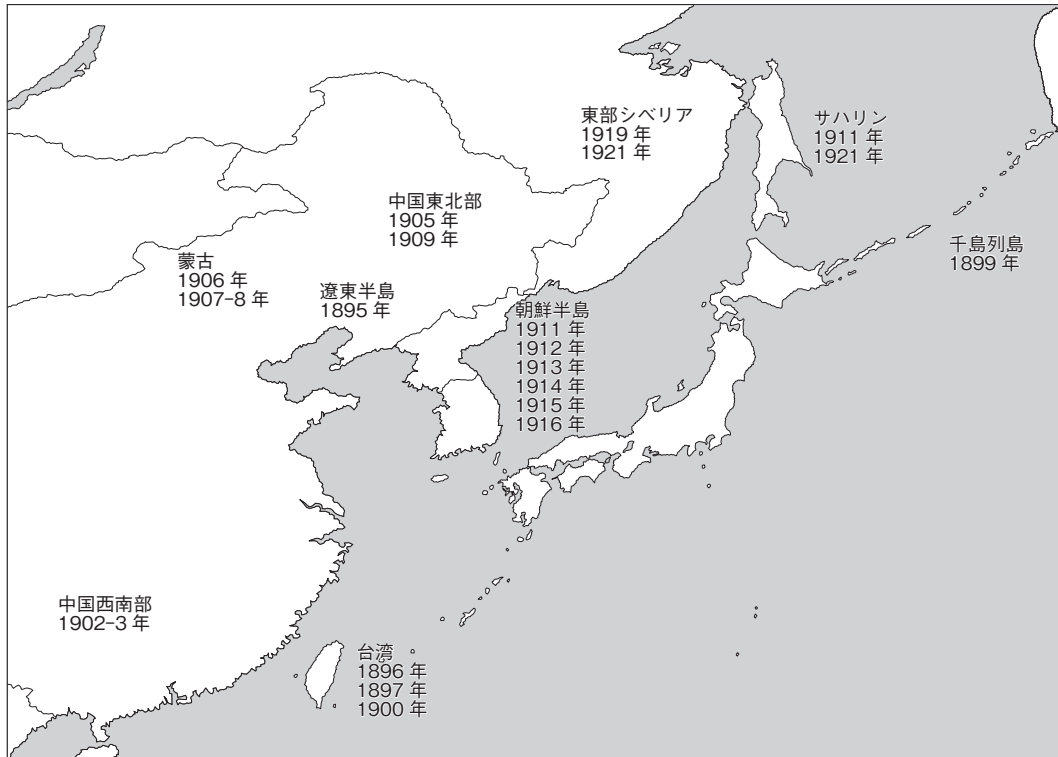 東部シベリア
1919 年
1921 年
サハリン
1911 年
1921 年
中国東北部
1905 年
1909 年
千島列島
1899 年
蒙古
1906 年
1907-8 年
遼東半島
1895 年
朝鮮半島
1911 年
1912 年
1913 年
1914 年
1915 年
1916 年
中国西南部
1902-3 年
台湾
1896 年
1897 年
1900 年